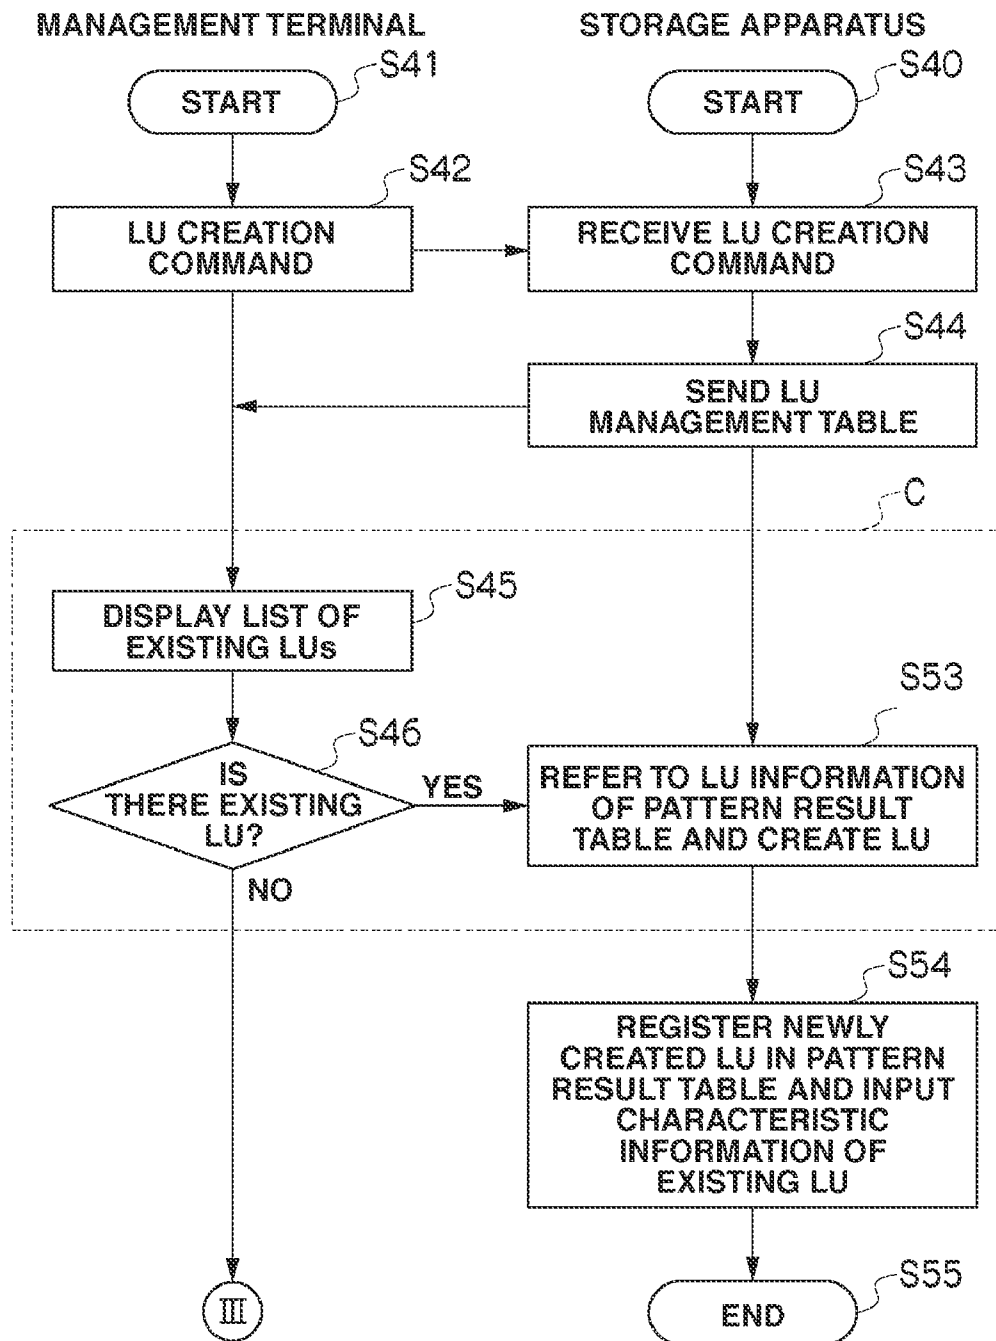 MANAGEMENT TERMINAL
STORAGE APPARATUS
S41
START
S40
START
S42
LU CREATION
COMMAND
S43
RECEIVE LU CREATION
COMMAND
S44
SEND LU
MANAGEMENT TABLE
C
S45
DISPLAY LIST OF
EXISTING LUs
S46
IS
THERE EXISTING
LU?
YES
NO
S53
REFER TO LU INFORMATION
OF PATTERN RESULT
TABLE AND CREATE LU
S54
REGISTER NEWLY
CREATED LU IN PATTERN
RESULT TABLE AND INPUT
CHARACTERISTIC
INFORMATION OF
EXISTING LU
III
S55
END